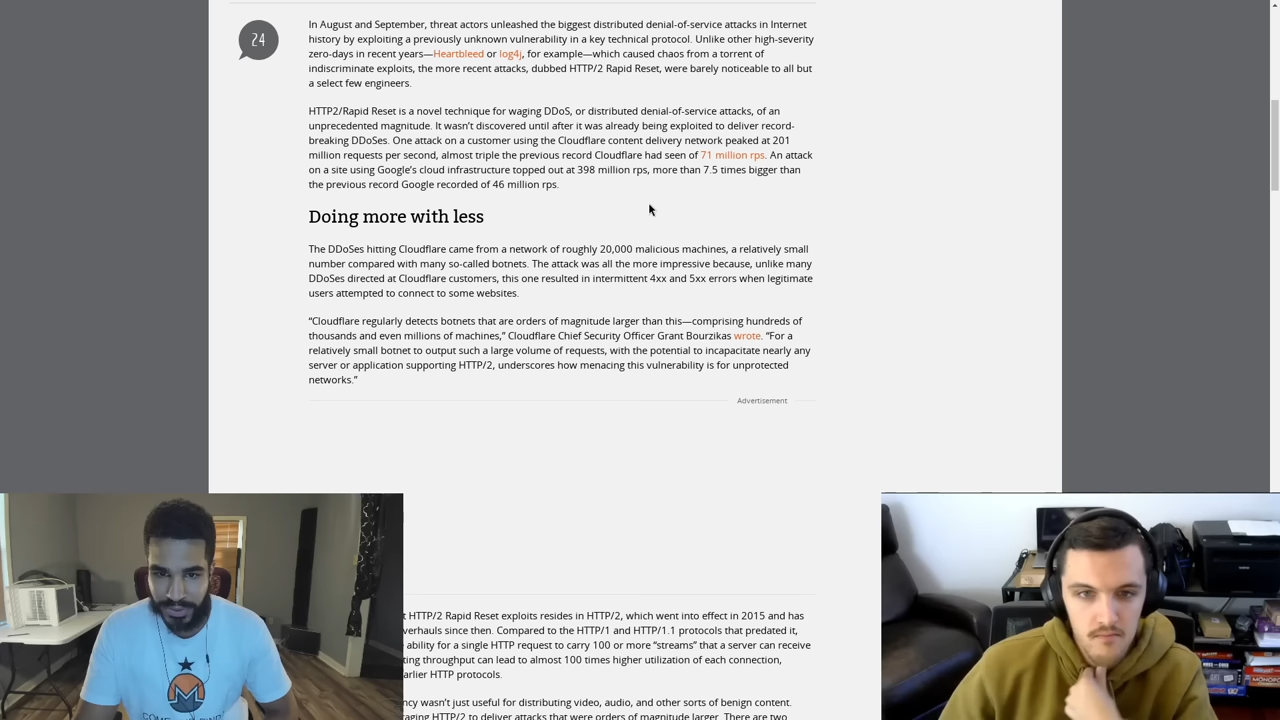 24
In August and September, threat actors unleashed the biggest distributed denial-of-service attacks in Internet
history by exploiting a previously unknown vulnerability in a key technical protocol. Unlike other high-severity
zero-days in recent years—Heartbleed or log4j, for example—which caused chaos from a torrent of
indiscriminate exploits, the more recent attacks, dubbed HTTP/2 Rapid Reset, were barely noticeable to all but
a select few engineers.
HTTP2/Rapid Reset is a novel technique for waging DDoS, or distributed denial-of-service attacks, of an
unprecedented magnitude. It wasn’t discovered until after it was already being exploited to deliver record-
breaking DDoSes. One attack on a customer using the Cloudflare content delivery network peaked at 201
million requests per second, almost triple the previous record Cloudflare had seen of 71 million rps. An attack
on a site using Google’s cloud infrastructure topped out at 398 million rps, more than 7.5 times bigger than
the previous record Google recorded of 46 million rps.
Doing more with less
The DDoSes hitting Cloudflare came from a network of roughly 20,000 malicious machines, a relatively small
number compared with many so-called botnets. The attack was all the more impressive because, unlike many
DDoSes directed at Cloudflare customers, this one resulted in intermittent 4xx and 5xx errors when legitimate
users attempted to connect to some websites.
“Cloudflare regularly detects botnets that are orders of magnitude larger than this—comprising hundreds of
thousands and even millions of machines,” Cloudflare Chief Security Officer Grant Bourzikas wrote. “For a
relatively small botnet to output such a large volume of requests, with the potential to incapacitate nearly any
server or application supporting HTTP/2, underscores how menacing this vulnerability is for unprotected
networks.”
Advertisement
HTTP/2 Rapid Reset exploits resides in HTTP/2, which went into effect in 2015 and has
since then. Compared to the HTTP/1 and HTTP/1.1 protocols that predated it,
ability for a single HTTP request to carry 100 or more “streams” that a server can receive
throughput can lead to almost 100 times higher utilization of each connection,
HTTP protocols.
wasn’t just useful for distributing video, audio, and other sorts of benign content.
HTTP/2 to deliver attacks that were orders of magnitude larger. There are two